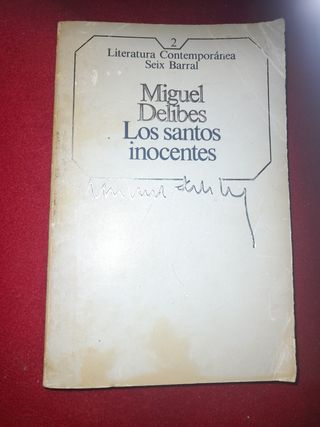 2
Literatura Contemporánea
Seix Barral
Miguel
Delibes
Los santos
inocentes